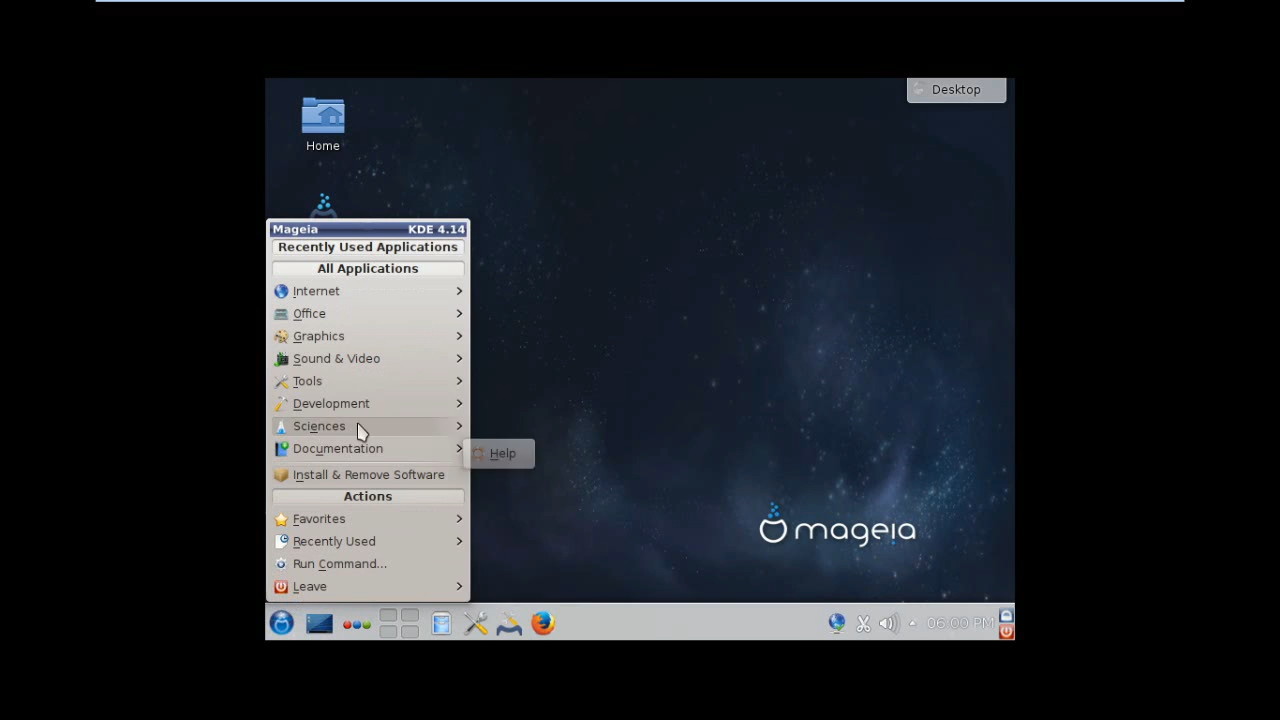 Desktop
Home
Mageia KDE 4.14
Recently Used Applications
All Applications
Internet
Office
Graphics
Sound & Video
Tools
Development
Sciences
Documentation
Help
Install & Remove Software
Actions
Favorites
Recently Used
Run Command...
Leave
mageia
06:00 PM